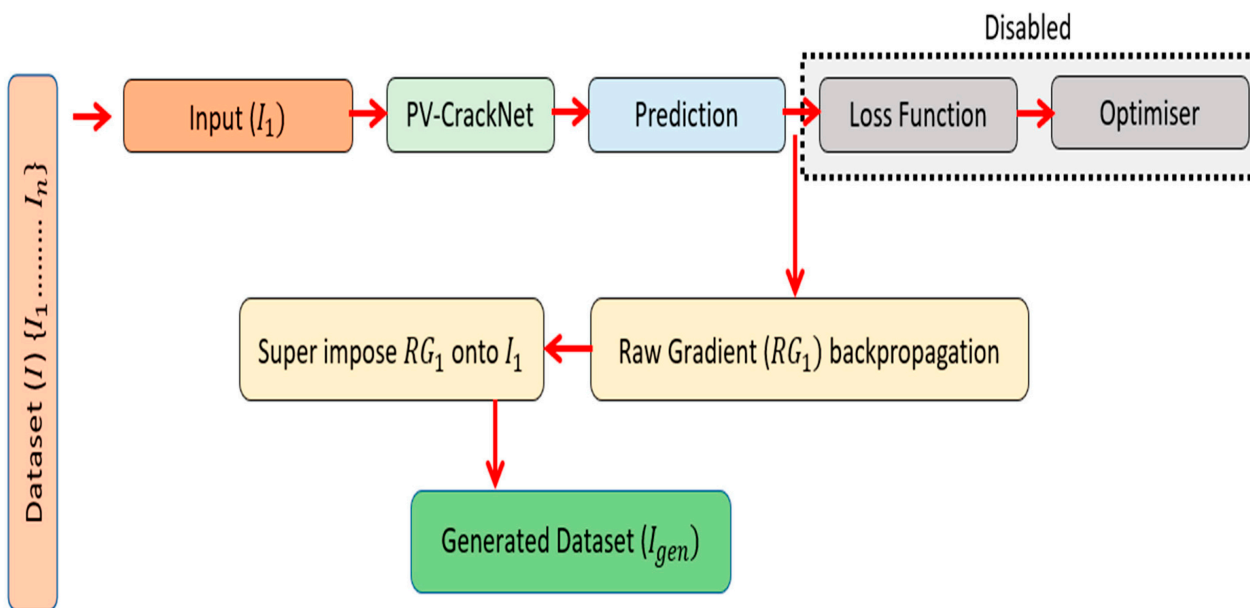 Disabled
Dataset (I) {I₁ ......... Iₙ}
Input (I₁)
PV-CrackNet
Prediction
Loss Function
Optimiser
Super impose RG₁ onto I₁
Raw Gradient (RG₁) backpropagation
Generated Dataset (I_gen)